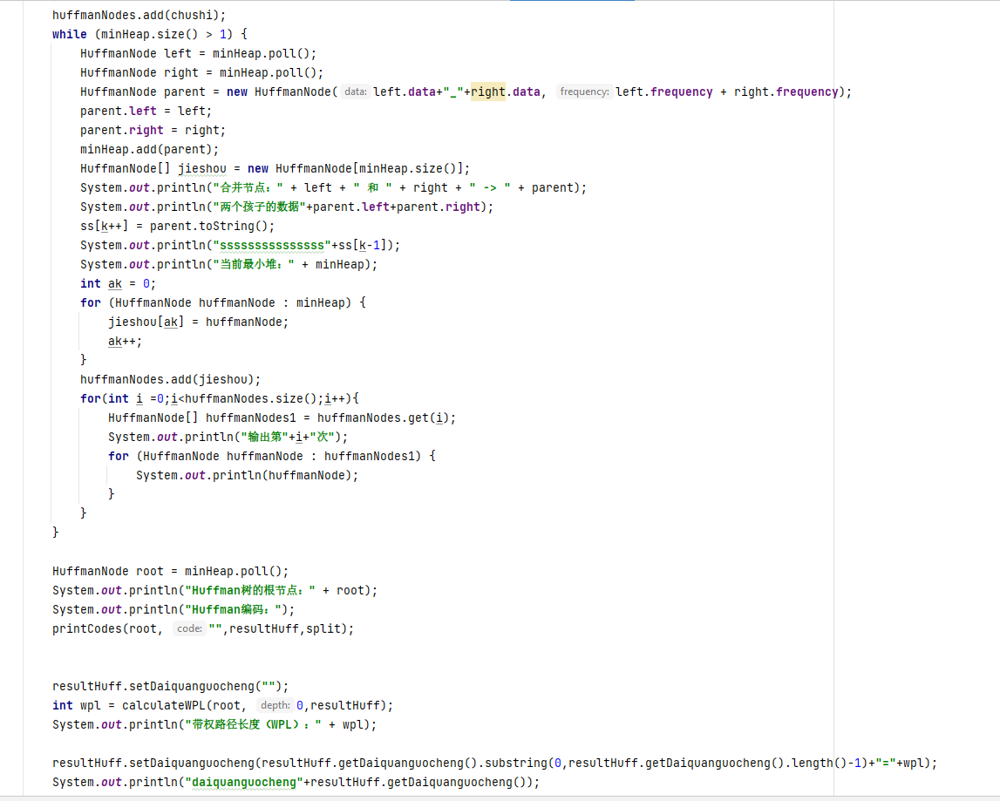 huffmanNodes.add(chushi);
while (minHeap.size() > 1) {
HuffmanNode left = minHeap.poll();
HuffmanNode right = minHeap.poll();
HuffmanNode parent = new HuffmanNode( data: left.data+"_"+right.data, frequency: left.frequency + right.frequency);
parent.left = left;
parent.right = right;
minHeap.add(parent);
HuffmanNode[] jieshou = new HuffmanNode[minHeap.size()];
System.out.println("合并节点：" + left + " 和 " + right + " -> " + parent);
System.out.println("两个孩子的数据"+parent.left+parent.right);
ss[k++] = parent.toString();
System.out.println("sssssssssssssss"+ss[k-1]);
System.out.println("当前最小堆：" + minHeap);
int ak = 0;
for (HuffmanNode huffmanNode : minHeap) {
jieshou[ak] = huffmanNode;
ak++;
}
huffmanNodes.add(jieshou);
for(int i =0;i<huffmanNodes.size();i++){
HuffmanNode[] huffmanNodes1 = huffmanNodes.get(i);
System.out.println("输出第"+i+"次");
for (HuffmanNode huffmanNode : huffmanNodes1) {
System.out.println(huffmanNode);
}
}
}
HuffmanNode root = minHeap.poll();
System.out.println("Huffman树的根节点：" + root);
System.out.println("Huffman编码：");
printCodes(root, code: "",resultHuff,split);
resultHuff.setDaiquanguocheng("");
int wpl = calculateWPL(root, depth: 0,resultHuff);
System.out.println("带权路径长度（WPL）：" + wpl);
resultHuff.setDaiquanguocheng(resultHuff.getDaiquanguocheng().substring(0,resultHuff.getDaiquanguocheng().length()-1)+"="+wpl);
System.out.println("daiquanguocheng"+resultHuff.getDaiquanguocheng());